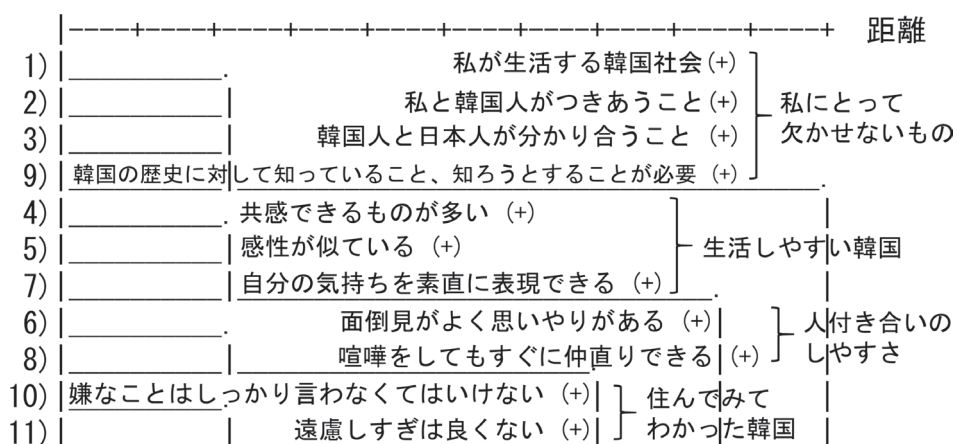 |----+----+----+----+----+----+----+----+----+----+ 距離
1) 私が生活する韓国社会(+)
2) 私と韓国人がつきあうこと(+)
3) 韓国人と日本人が分かり合うこと (+)
私にとって
欠かせないもの
9) 韓国の歴史に対して知っていること、知ろうとすることが必要 (+)
4) 共感できるものが多い (+)
5) 感性が似ている (+)
7) 自分の気持ちを素直に表現できる (+)
生活しやすい韓国
6) 面倒見がよく思いやりがある (+)
8) 喧嘩をしてもすぐに仲直りできる (+)
人付き合いの
しやすさ
10) 嫌なことはしっかり言わなくてはいけない (+)
11) 遠慮しすぎは良くない (+)
住んでみて
わかった韓国